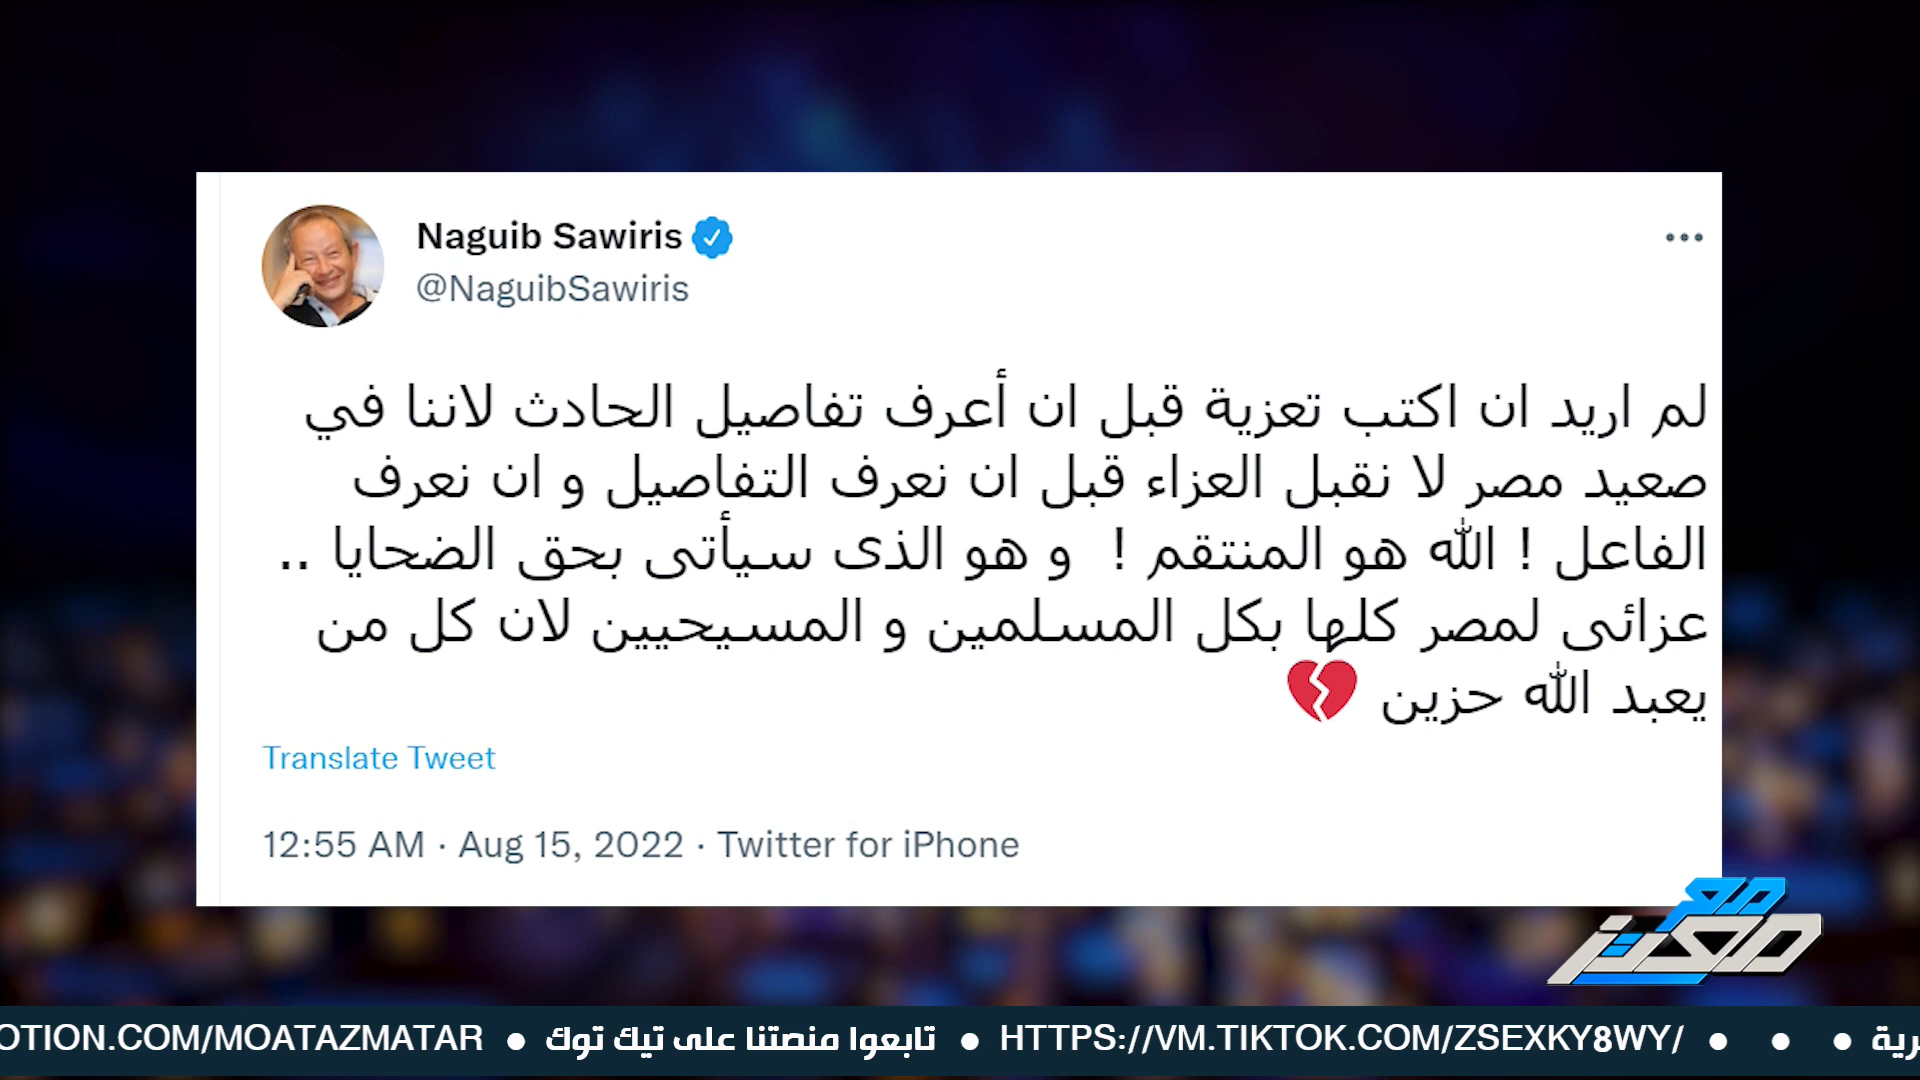 Naguib Sawiris
@NaguibSawiris
لم اريد ان اكتب تعزية قبل ان أعرف تفاصيل الحادث لاننا في
صعيد مصر لا نقبل العزاء قبل ان نعرف التفاصيل و ان نعرف
الفاعل ! الله هو المنتقم ! و هو الذى سيأتى بحق الضحايا ..
عزائى لمصر كلها بكل المسلمين و المسيحيين لان كل من
يعبد الله حزين 💔
Translate Tweet
12:55 AM · Aug 15, 2022 · Twitter for iPhone
مع
معتز
OTION.COM/MOATAZMATAR • تابعوا منصتنا على تيك توك • HTTPS://VM.TIKTOK.COM/ZSEXKY8WY/ • • •